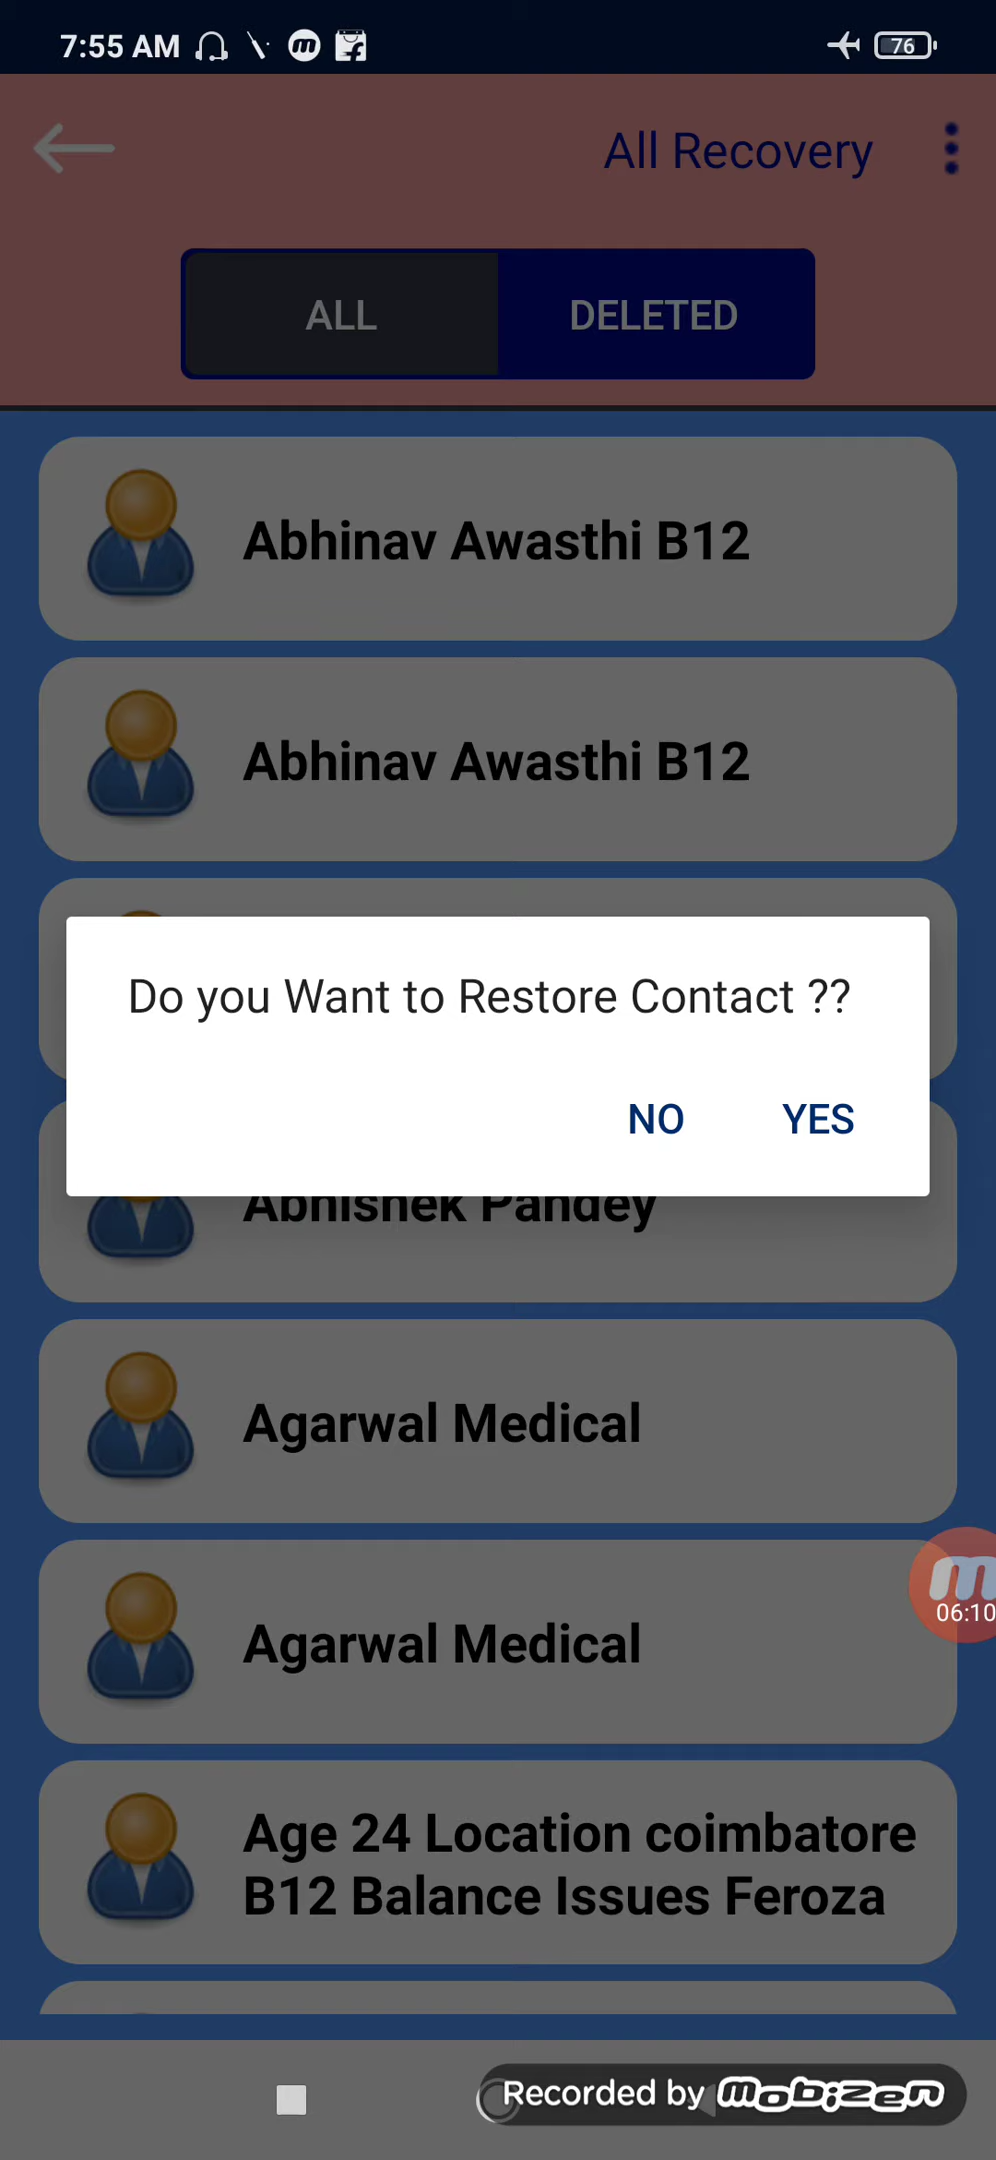 7:55 AM
76
All Recovery
ALL
DELETED
Abhinav Awasthi B12
Abhinav Awasthi B12
Do you Want to Restore Contact ??
NO
YES
Abhishek Pandey
Agarwal Medical
Agarwal Medical
06:10
Age 24 Location coimbatore
B12 Balance Issues Feroza
Recorded by mobizen